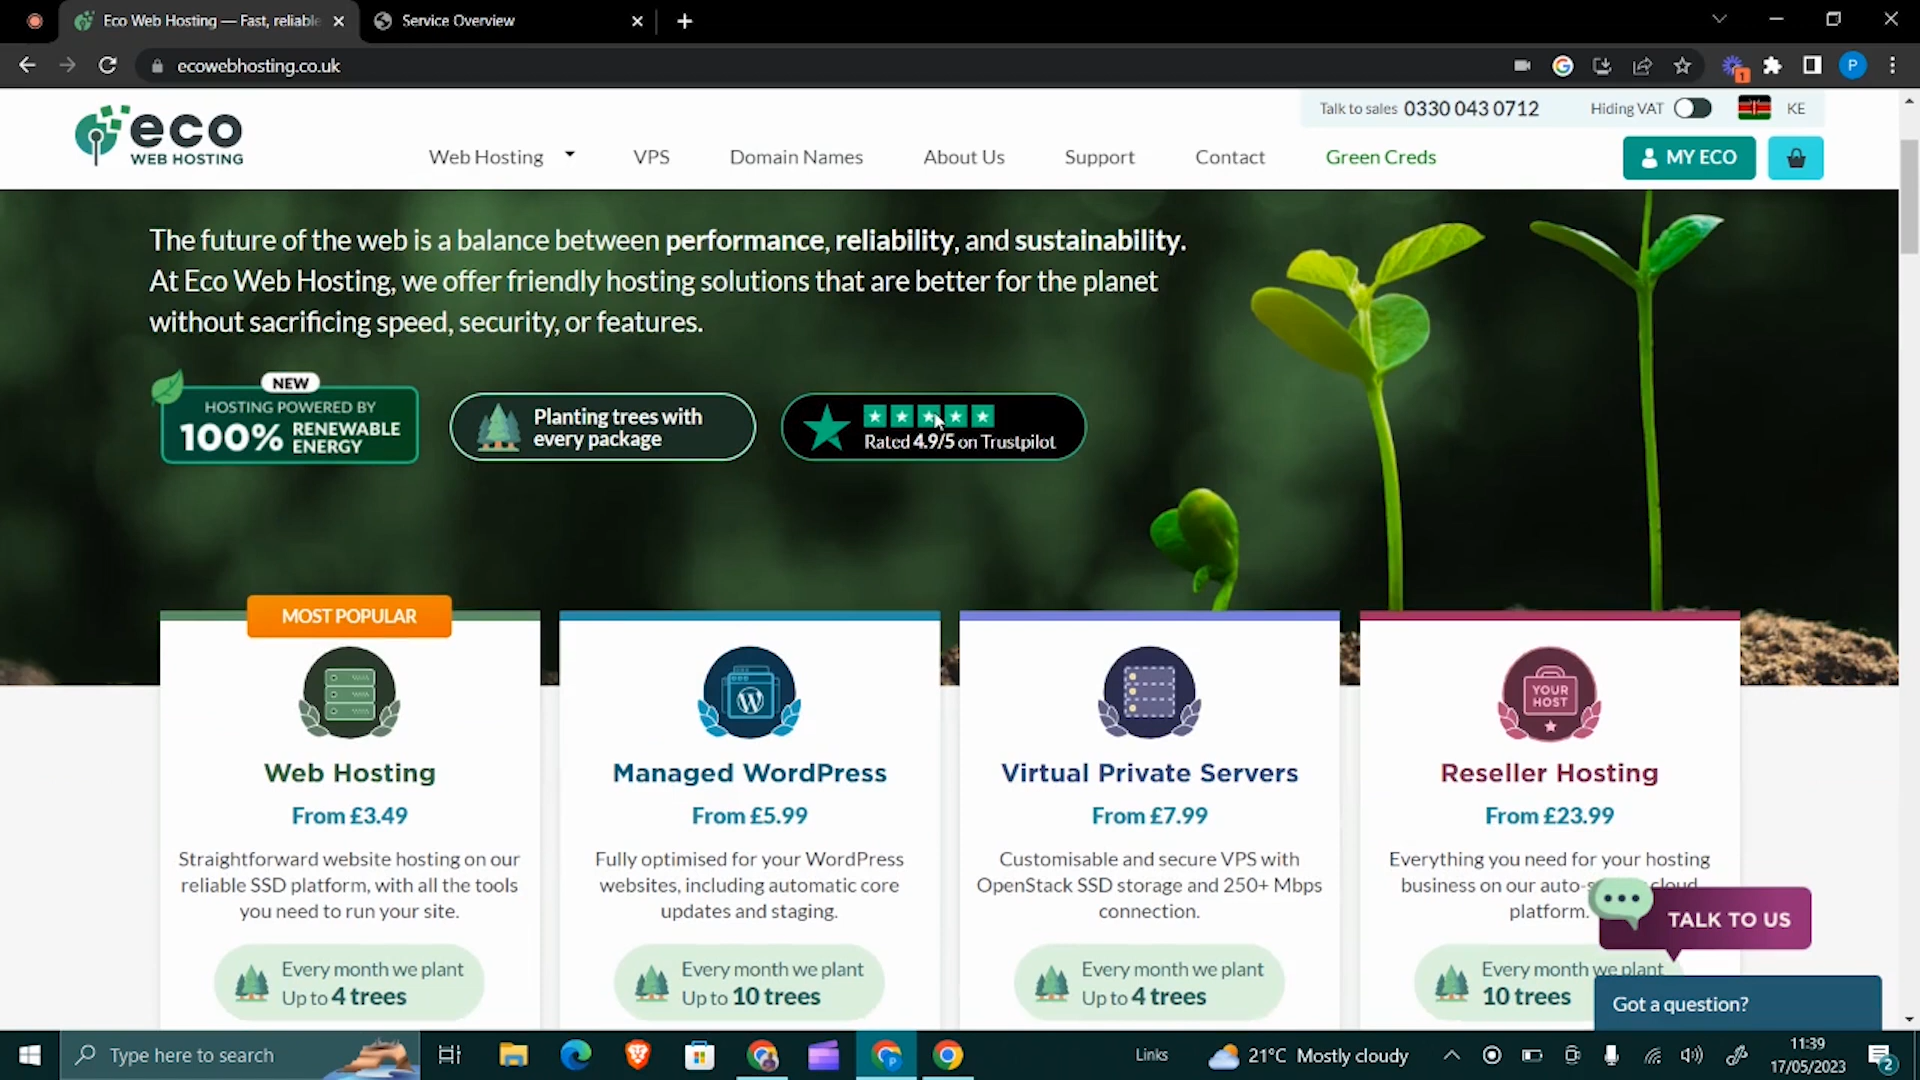 Eco Web Hosting — Fast, reliable
Service Overview
ecowebhosting.co.uk
1
P
eco
WEB HOSTING
Talk to sales 0330 043 0712
Hiding VAT
KE
Web Hosting
VPS
Domain Names
About Us
Support
Contact
Green Creds
MY ECO
The future of the web is a balance between performance, reliability, and sustainability.
At Eco Web Hosting, we offer friendly hosting solutions that are better for the planet
without sacrificing speed, security, or features.
NEW
HOSTING POWERED BY
100% RENEWABLE
ENERGY
Planting trees with
every package
Rated 4.9/5 on Trustpilot
MOST POPULAR
Web Hosting
From £3.49
Straightforward website hosting on our
reliable SSD platform, with all the tools
you need to run your site.
Every month we plant
Up to 4 trees
Managed WordPress
From £5.99
Fully optimised for your WordPress
websites, including automatic core
updates and staging.
Every month we plant
Up to 10 trees
Virtual Private Servers
From £7.99
Customisable and secure VPS with
OpenStack SSD storage and 250+ Mbps
connection.
Every month we plant
Up to 4 trees
YOUR
HOST
Reseller Hosting
From £23.99
Everything you need for your hosting
business on our cloud
platform.
Every month we plant
10 trees
TALK TO US
Got a question?
Type here to search
Links
21°C Mostly cloudy
11:39
17/05/2023
2